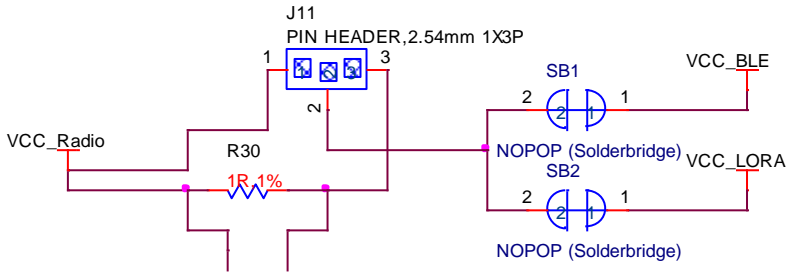 J11
PIN HEADER,2.54mm 1X3P
1
3
2
VCC_Radio
R30
1R,1%
SB1
2
2
1
1
VCC_BLE
NOPOP (Solderbridge)
SB2
2
2
1
1
VCC_LORA
NOPOP (Solderbridge)